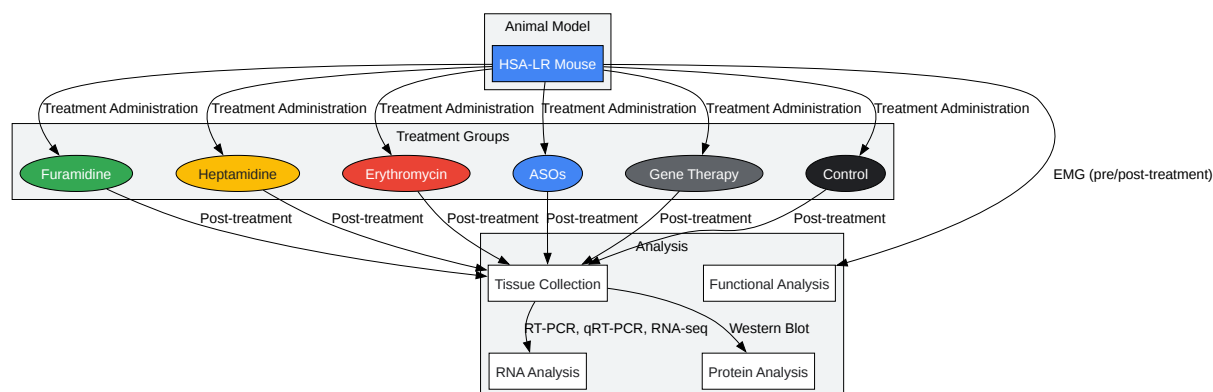 Animal Model
HSA-LR Mouse
Treatment Administration
Treatment Administration
Treatment Administration
Treatment Administration
Treatment Administration
Treatment Administration
Treatment Groups
Furamidine
Heptamidine
Erythromycin
ASOs
Gene Therapy
Control
EMG (pre/post-treatment)
Post-treatment
Post-treatment
Post-treatment
Post-treatment
Post-treatment
Post-treatment
Analysis
Tissue Collection
Functional Analysis
RT-PCR, qRT-PCR, RNA-seq
Western Blot
RNA Analysis
Protein Analysis